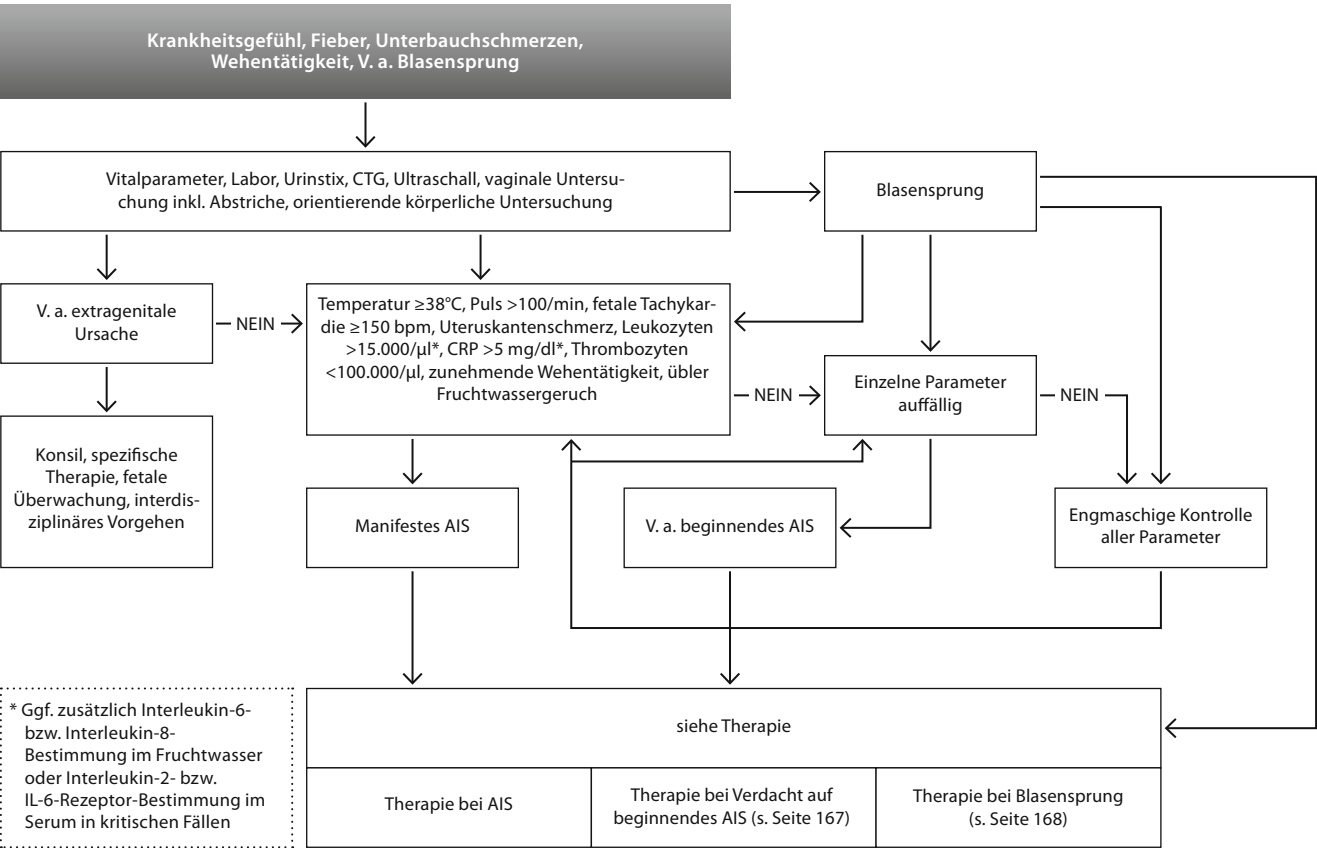 Krankheitsgefühl, Fieber, Unterbauchschmerzen,
Wehentätigkeit, V. a. Blasensprung
Vitalparameter, Labor, Urinstix, CTG, Ultraschall, vaginale Untersu-
chung inkl. Abstriche, orientierende körperliche Untersuchung
Blasensprung
V. a. extragenitale
Ursache
NEIN
Temperatur ≥38°C, Puls >100/min, fetale Tachykar-
die ≥150 bpm, Uteruskantenschmerz, Leukozyten
>15.000/µl*, CRP >5 mg/dl*, Thrombozyten
<100.000/µl, zunehmende Wehentätigkeit, übler
Fruchtwassergeruch
NEIN
Einzelne Parameter
auffällig
NEIN
Konsil, spezifische
Therapie, fetale
Überwachung, interdis-
ziplinäres Vorgehen
Manifestes AIS
V. a. beginnendes AIS
Engmaschige Kontrolle
aller Parameter
* Ggf. zusätzlich Interleukin-6-
bzw. Interleukin-8-
Bestimmung im Fruchtwasser
oder Interleukin-2- bzw.
IL-6-Rezeptor-Bestimmung im
Serum in kritischen Fällen
siehe Therapie
Therapie bei AIS
Therapie bei Verdacht auf
beginnendes AIS (s. Seite 167)
Therapie bei Blasensprung
(s. Seite 168)